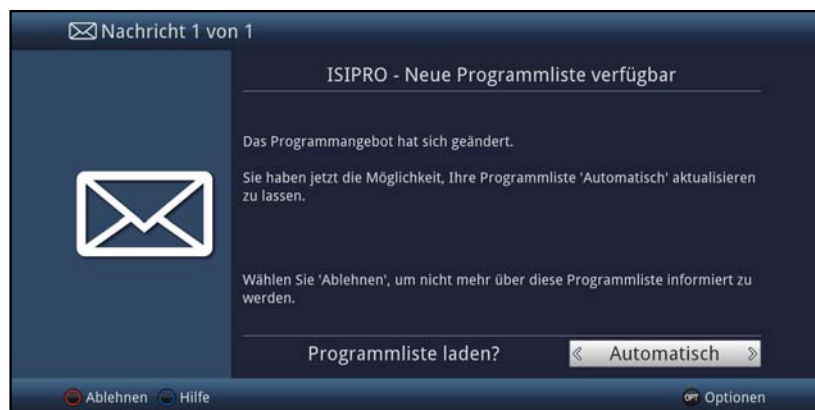 Nachricht 1 von 1
ISIPRO - Neue Programmliste verfügbar
Das Programmangebot hat sich geändert.
Sie haben jetzt die Möglichkeit, Ihre Programmliste 'Automatisch' aktualisieren
zu lassen.
Wählen Sie 'Ablehnen', um nicht mehr über diese Programmliste informiert zu
werden.
Programmliste laden? Automatisch
Ablehnen Hilfe OPT Optionen